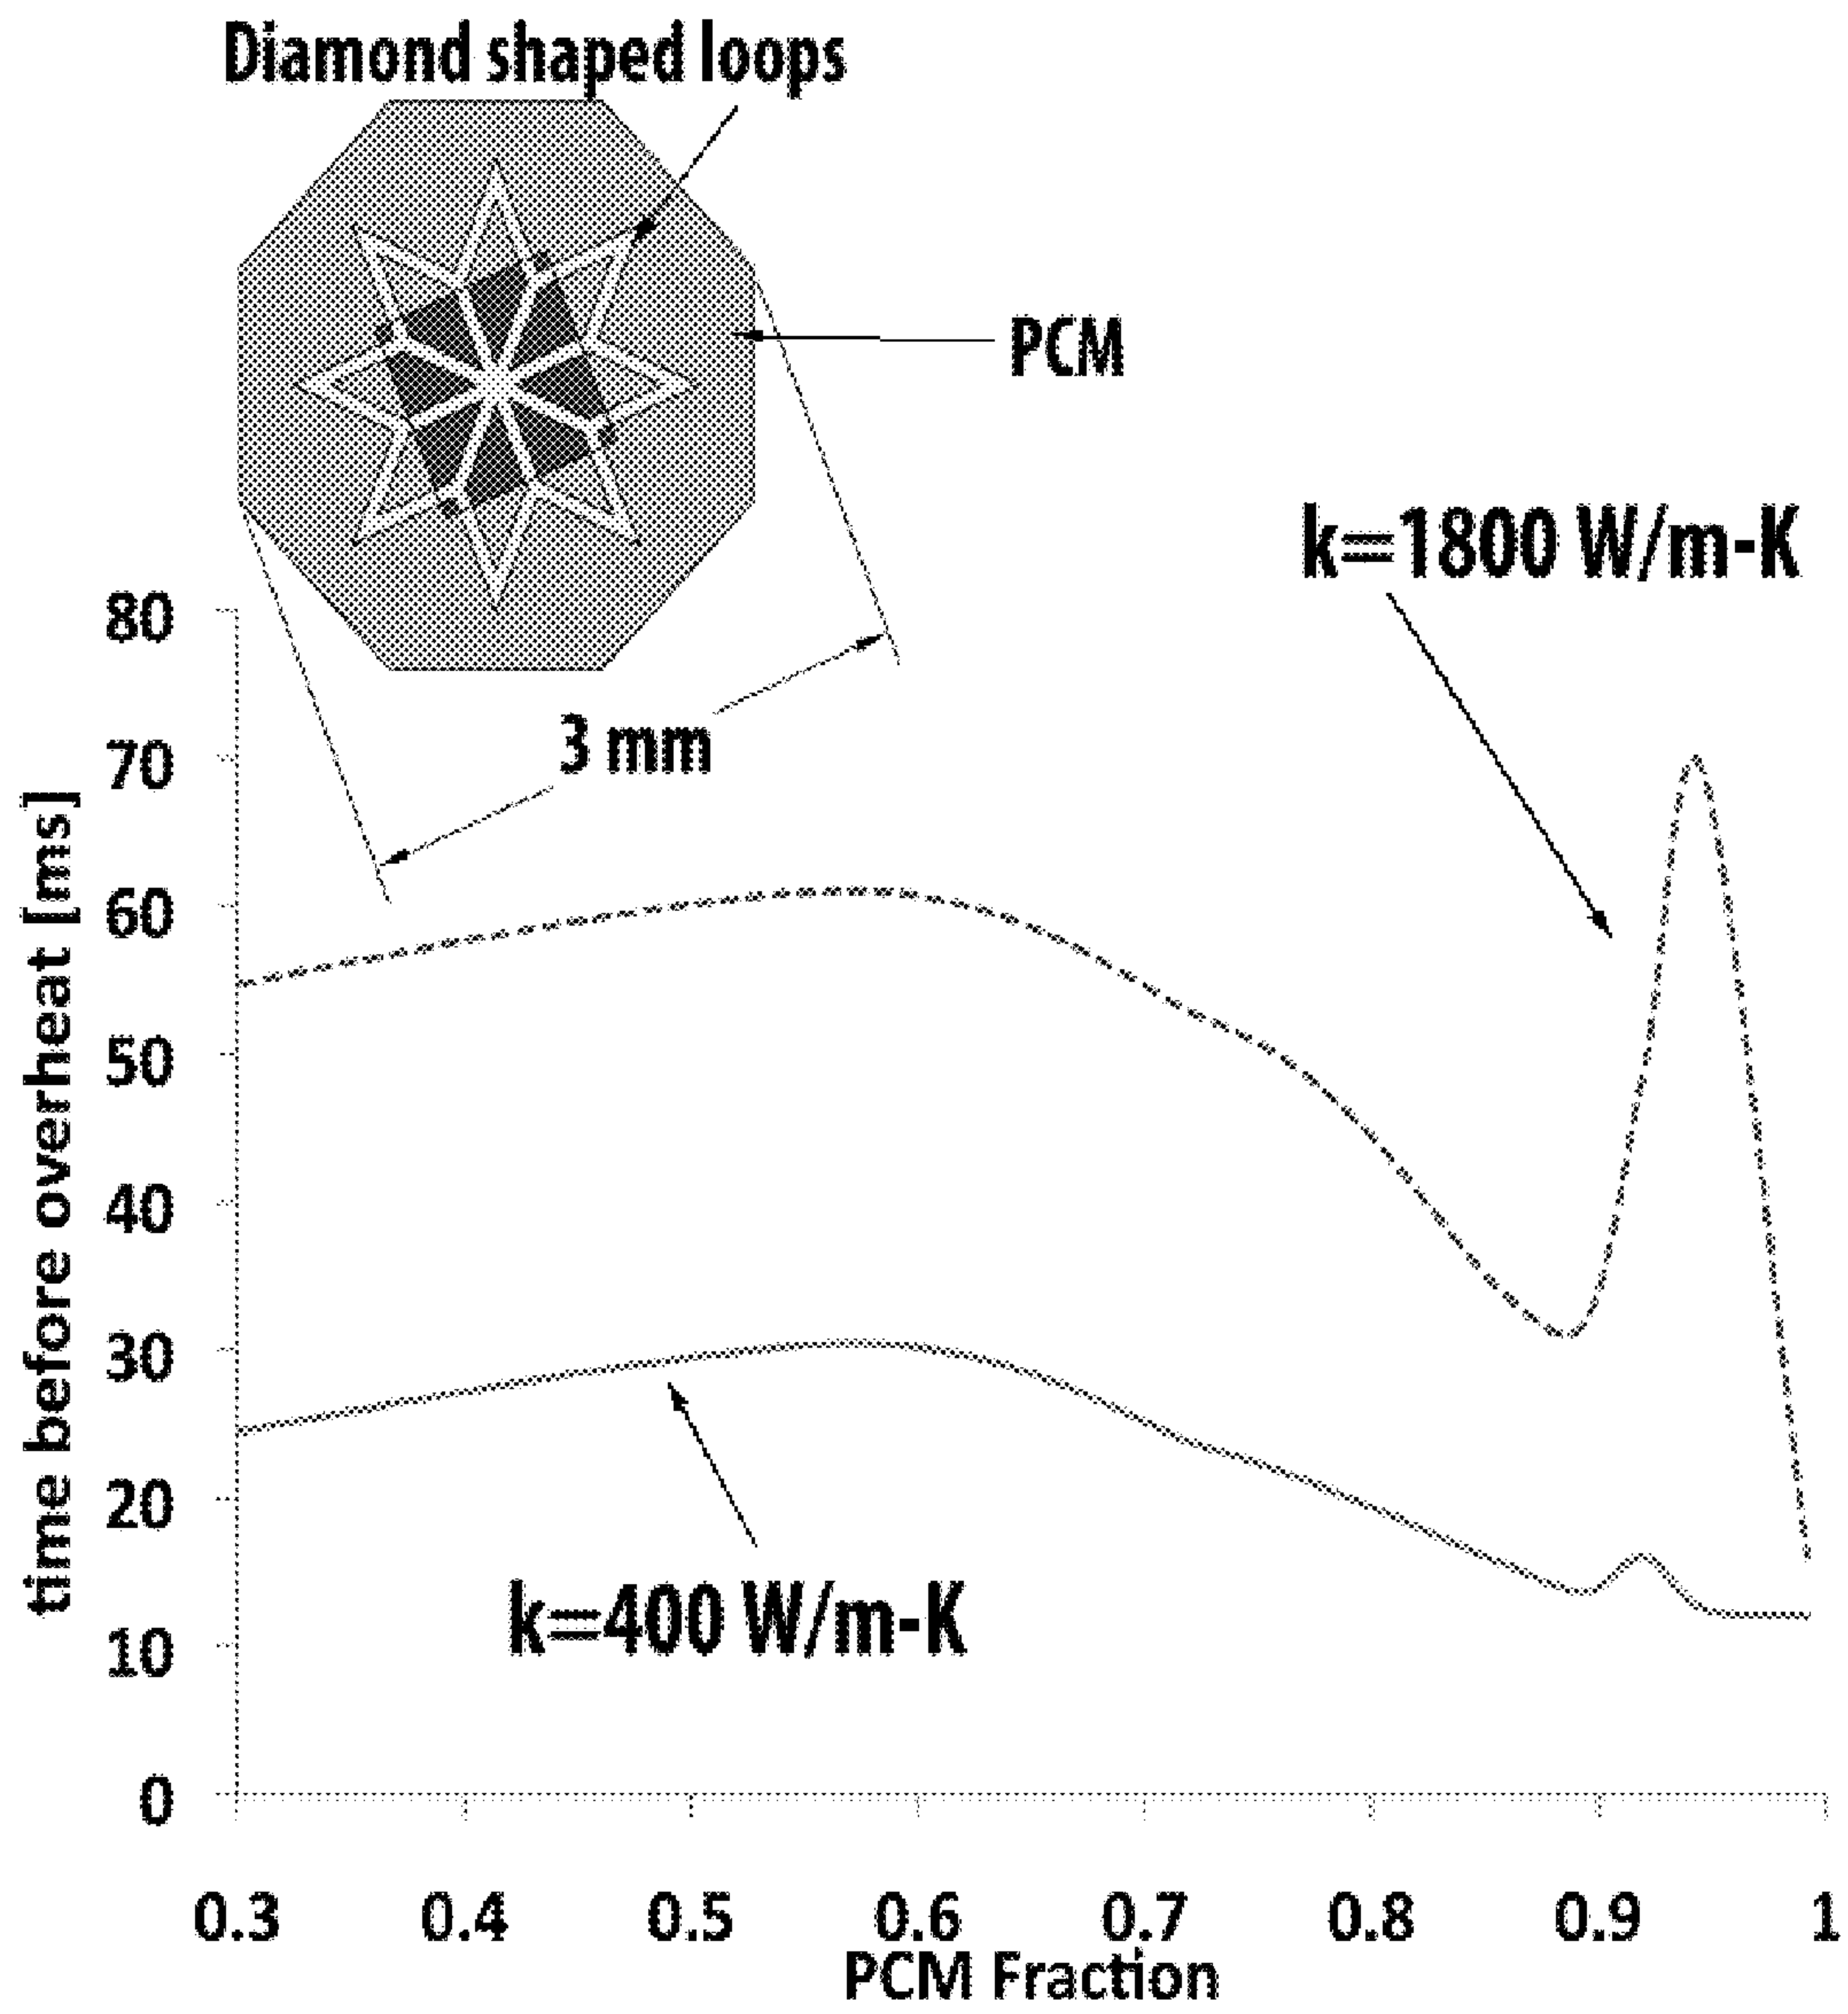 Diamond shaped loops
PCM
k=1800 W/m-K
3 mm
k=400 W/m-K
time before overheat [ms]
80
70
60
50
40
30
20
10
0
0.3 0.4 0.5 0.6 0.7 0.8 0.9 1
PCM Fraction